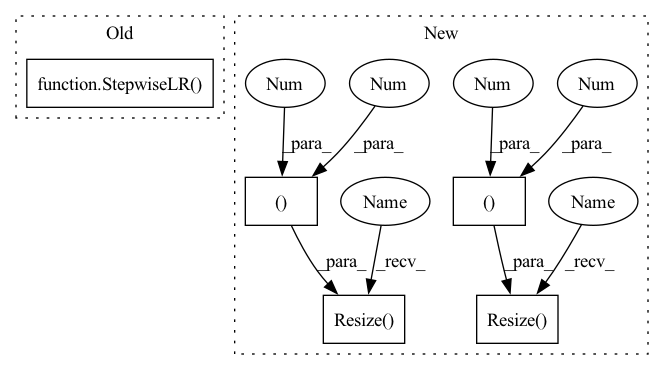 Old
New
function.StepwiseLR()
Num
Num
Num
Num
_para_
_para_
_para_
_para_
()
Name
()
Name
_para_
_recv_
_para_
_recv_
Resize()
Resize()